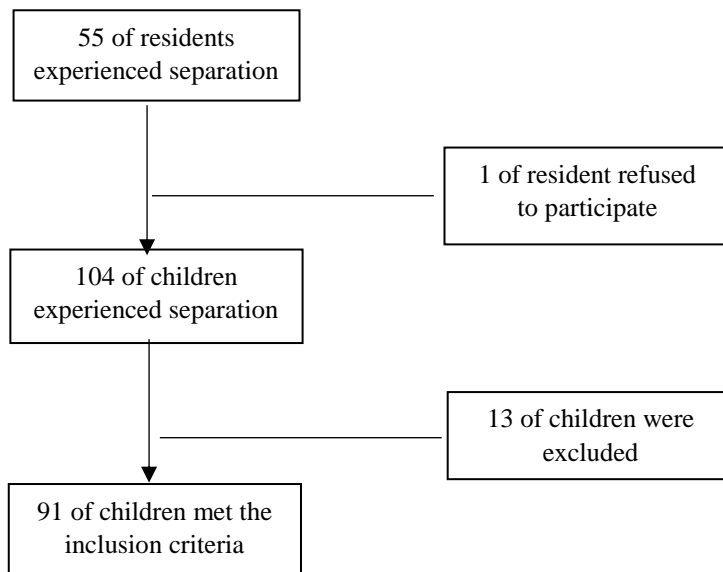 55 of residents
experienced separation
1 of resident refused
to participate
104 of children
experienced separation
13 of children were
excluded
91 of children met the
inclusion criteria